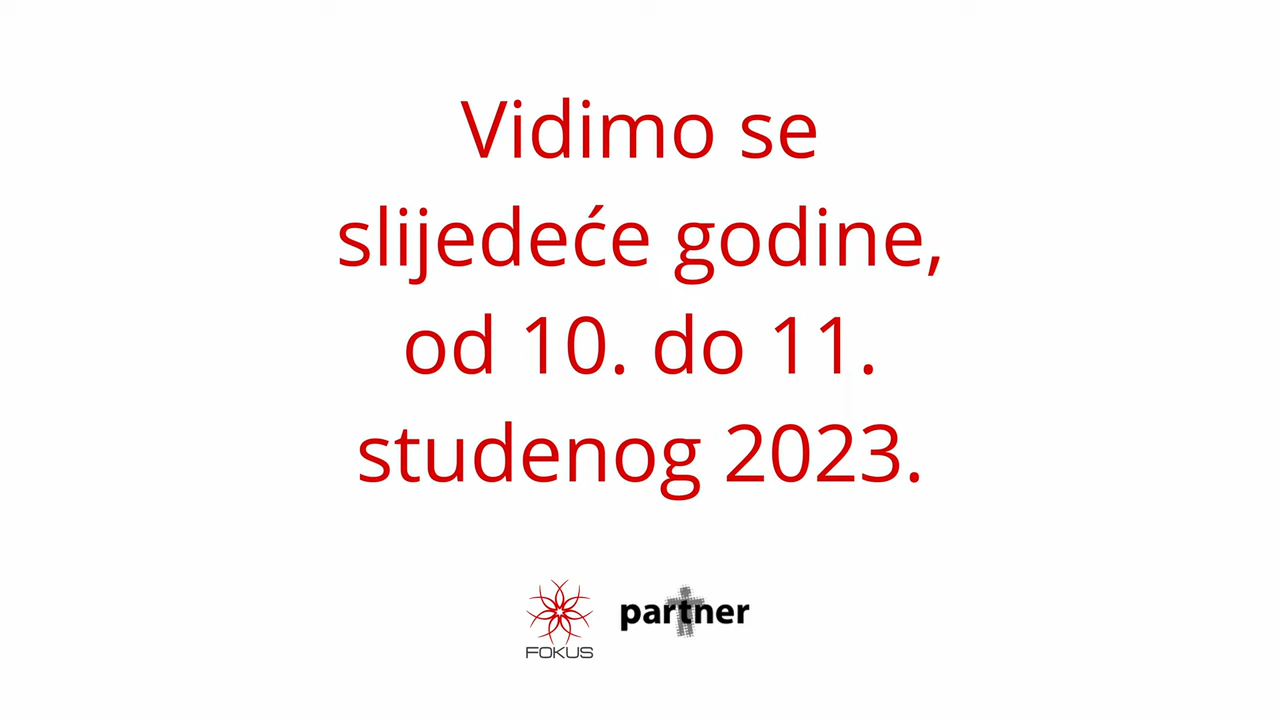 Vidimo se
slijedeće godine,
od 10. do 11.
studenog 2023.
FOKUS
partner